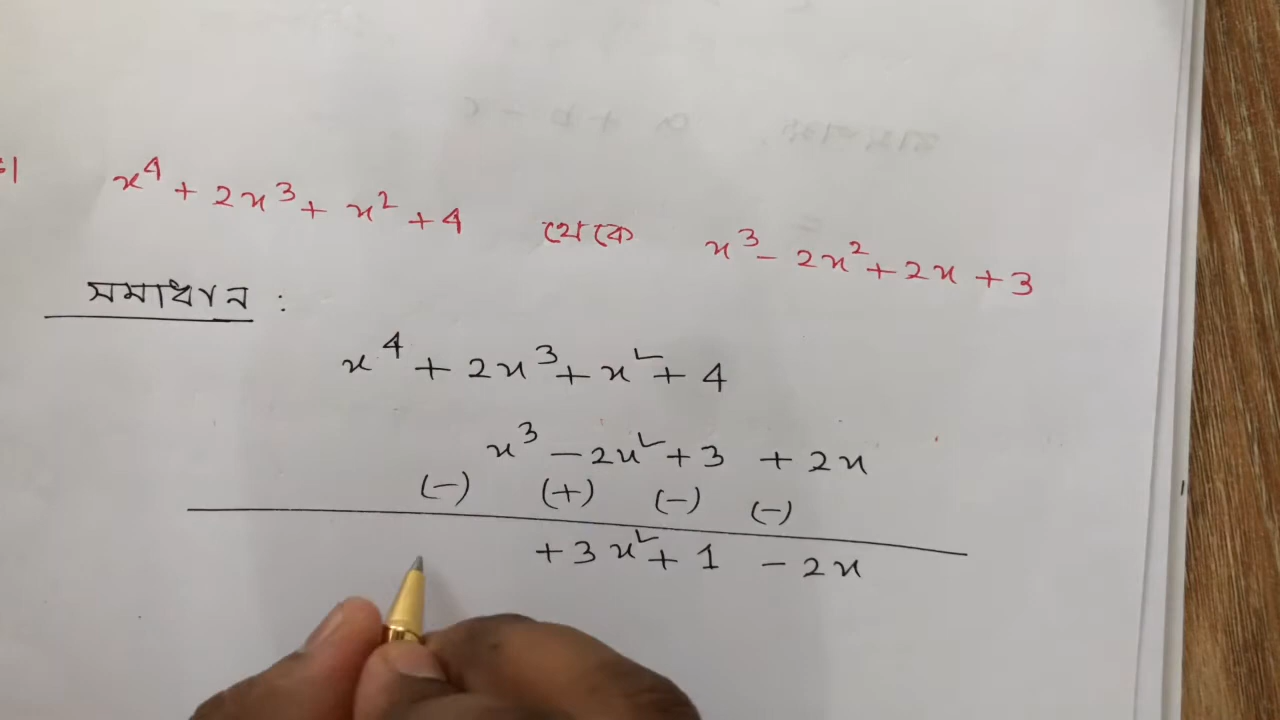 x⁴ + 2x³ + x² + 4 থেকে x³ - 2x² + 2x + 3
সমাধান :
x⁴ + 2x³ + x² + 4
x³ - 2x² + 3 + 2x
(-) (+) (-) (-)
+ 3x² + 1 - 2x